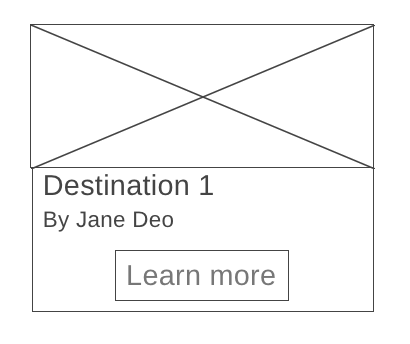 Destination 1
By Jane Deo
Learn more